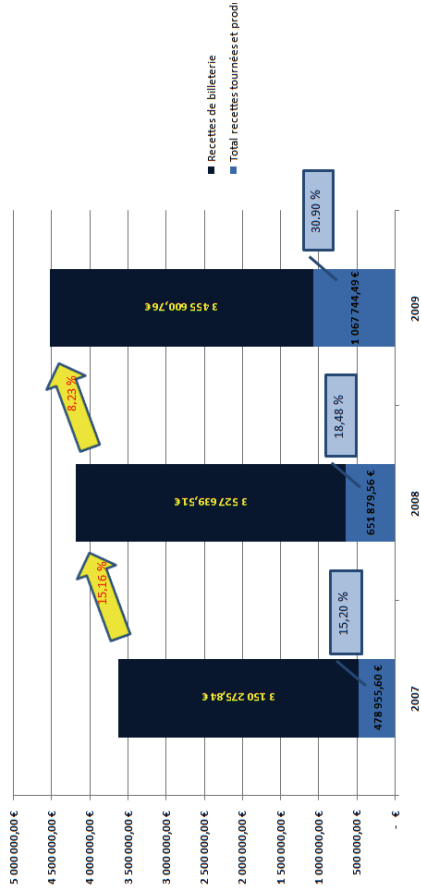 5 000 000,00 €
4 500 000,00 €
4 000 000,00 €
3 500 000,00 €
3 000 000,00 €
2 500 000,00 €
2 000 000,00 €
1 500 000,00 €
1 000 000,00 €
500 000,00 €
- €
15,16 %
8,23 %
3 150 275,84 €
3 527 639,51 €
3 455 600,76 €
15,20 %
18,48 %
30.90 %
478 955,60 €
651 879,56 €
1 067 744,49 €
2007
2008
2009
Recettes de billeterie
Total recettes tournées et produ